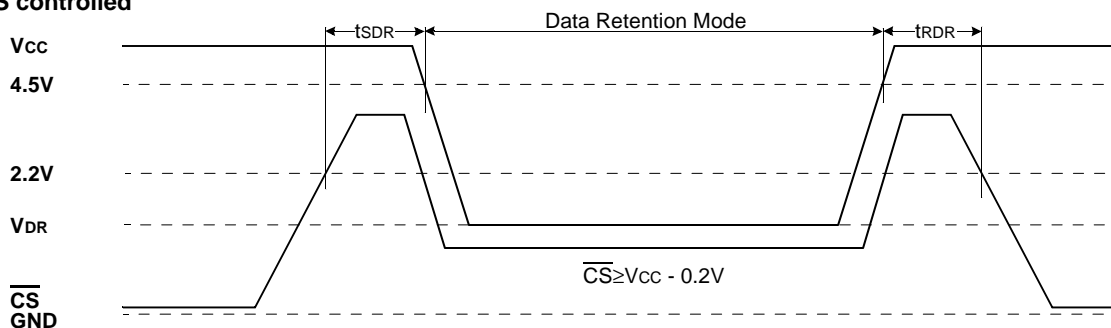 controlled
tSDR
Data Retention Mode
tRDR
VCC
4.5V
2.2V
VDR
CS≥VCC - 0.2V
CS
GND